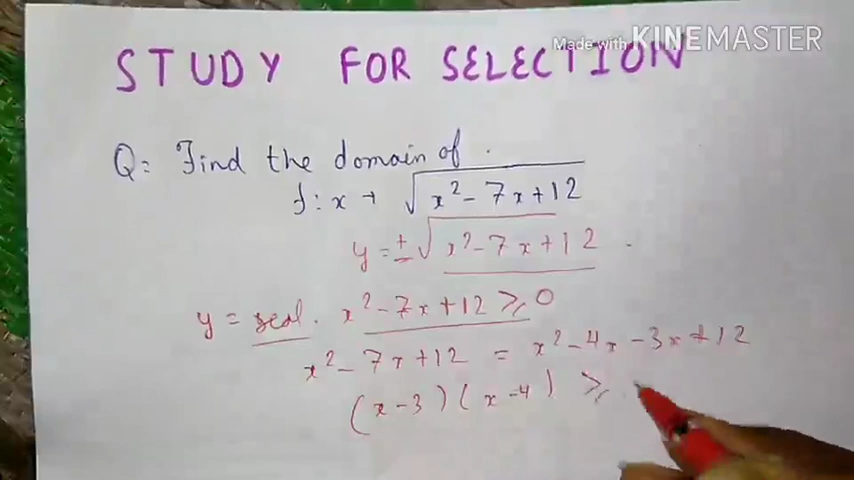 Made with KINEMASTER
STUDY FOR SELECTION
Q= Find the domain of .
f: x → √x²- 7x+12
y = ± √x²- 7x+12 .
y = real. x²- 7x+12 ⩾ 0
x²- 7x+12 = x²- 4x -3x +12
(x-3)(x-4) ⩾